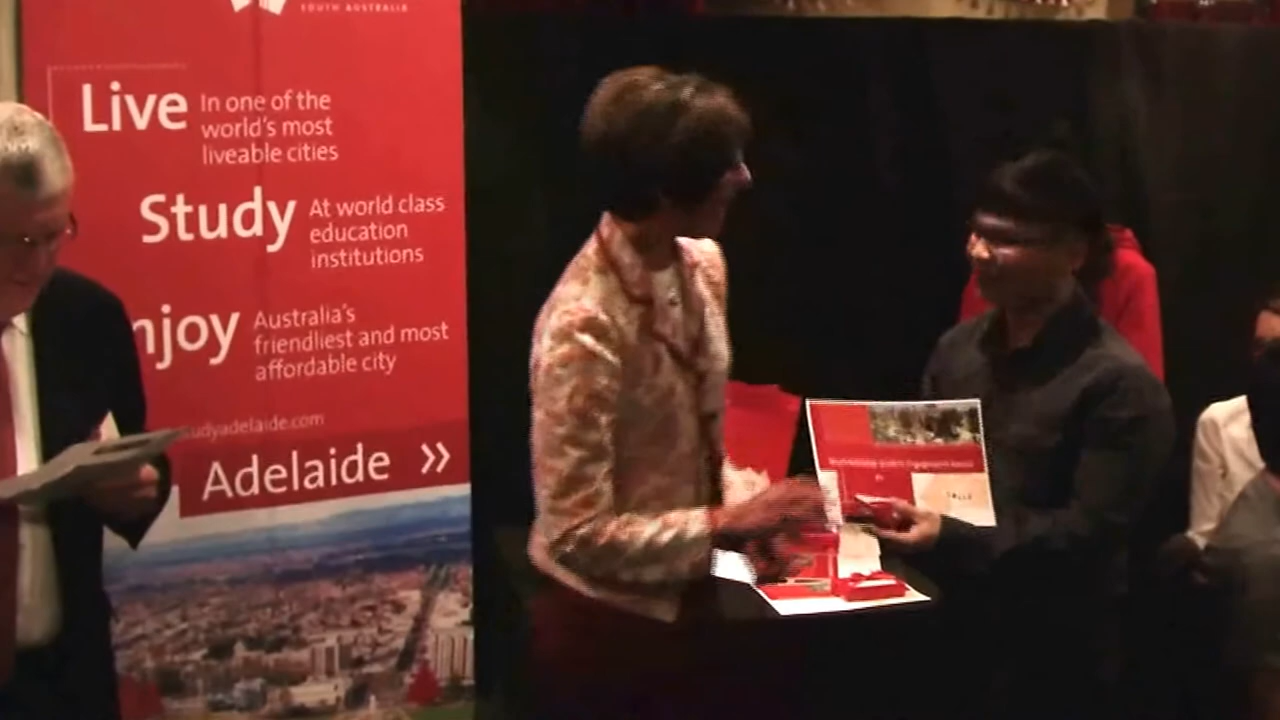 SOUTH AUSTRALIA
Live
In one of the
world's most
liveable cities
Study
At world class
education
institutions
njoy
Australia's
friendliest and most
affordable city
udyadelaide.com
Adelaide »